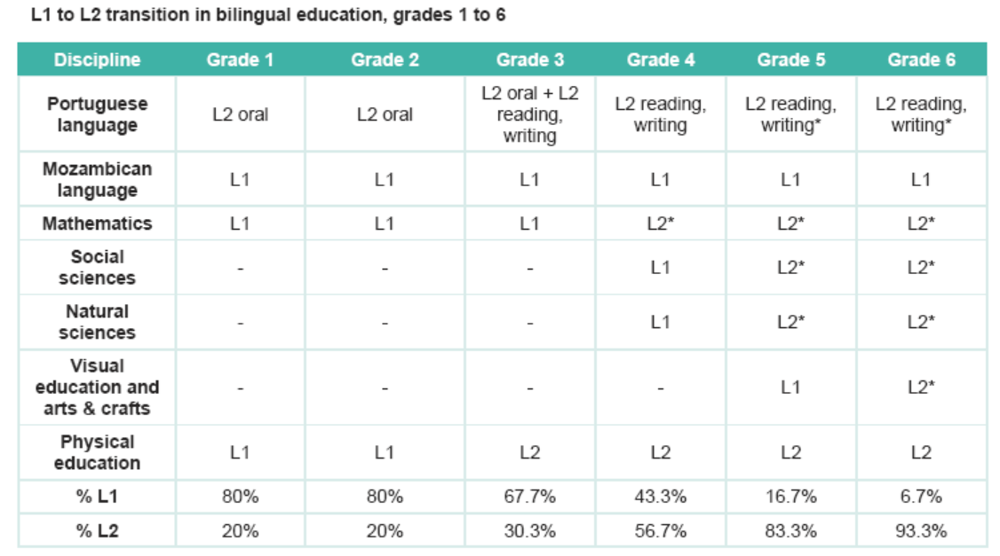 L1 to L2 transition in bilingual education, grades 1 to 6
Discipline Grade 1 Grade 2 Grade 3 Grade 4 Grade 5 Grade 6
Portuguese language L2 oral L2 oral L2 oral + L2 reading, writing L2 reading, writing L2 reading, writing* L2 reading, writing*
Mozambican language L1 L1 L1 L1 L1 L1
Mathematics L1 L1 L1 L2* L2* L2*
Social sciences - - - L1 L2* L2*
Natural sciences - - - L1 L2* L2*
Visual education and arts & crafts - - - - L1 L2*
Physical education L1 L1 L2 L2 L2 L2
% L1 80% 80% 67.7% 43.3% 16.7% 6.7%
% L2 20% 20% 30.3% 56.7% 83.3% 93.3%